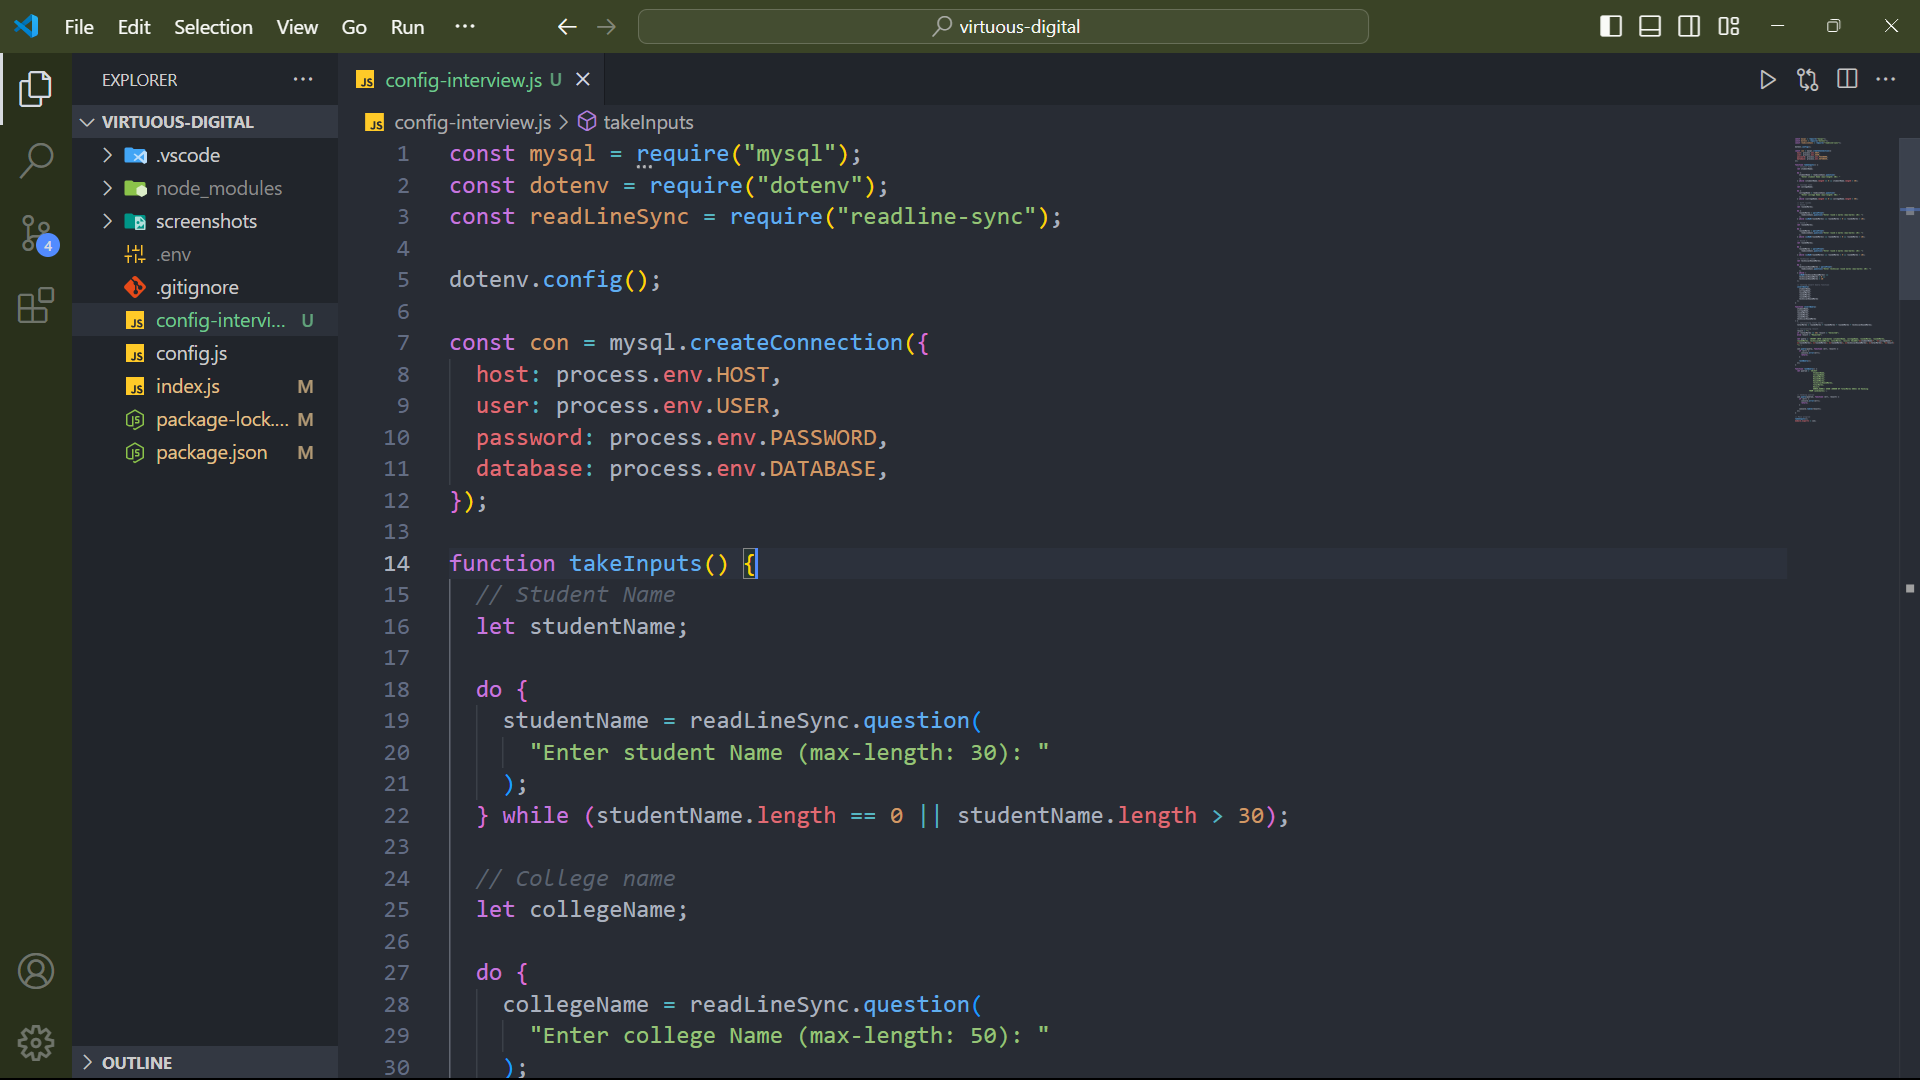 File Edit Selection View Go Run ···
virtuous-digital
EXPLORER ···
VIRTUOUS-DIGITAL
.vscode
node_modules
screenshots
.env
.gitignore
JS config-intervi... U
JS config.js
JS index.js M
package-lock.... M
package.json M
4
OUTLINE
JS config-interview.js U
JS config-interview.js > takeInputs
1 const mysql = require("mysql");
2 const dotenv = require("dotenv");
3 const readLineSync = require("readline-sync");
4
5 dotenv.config();
6
7 const con = mysql.createConnection({
8 host: process.env.HOST,
9 user: process.env.USER,
10 password: process.env.PASSWORD,
11 database: process.env.DATABASE,
12 });
13
14 function takeInputs() {
15 // Student Name
16 let studentName;
17
18 do {
19 studentName = readLineSync.question(
20 "Enter student Name (max-length: 30): "
21 );
22 } while (studentName.length == 0 || studentName.length > 30);
23
24 // College name
25 let collegeName;
26
27 do {
28 collegeName = readLineSync.question(
29 "Enter college Name (max-length: 50): "
30 );